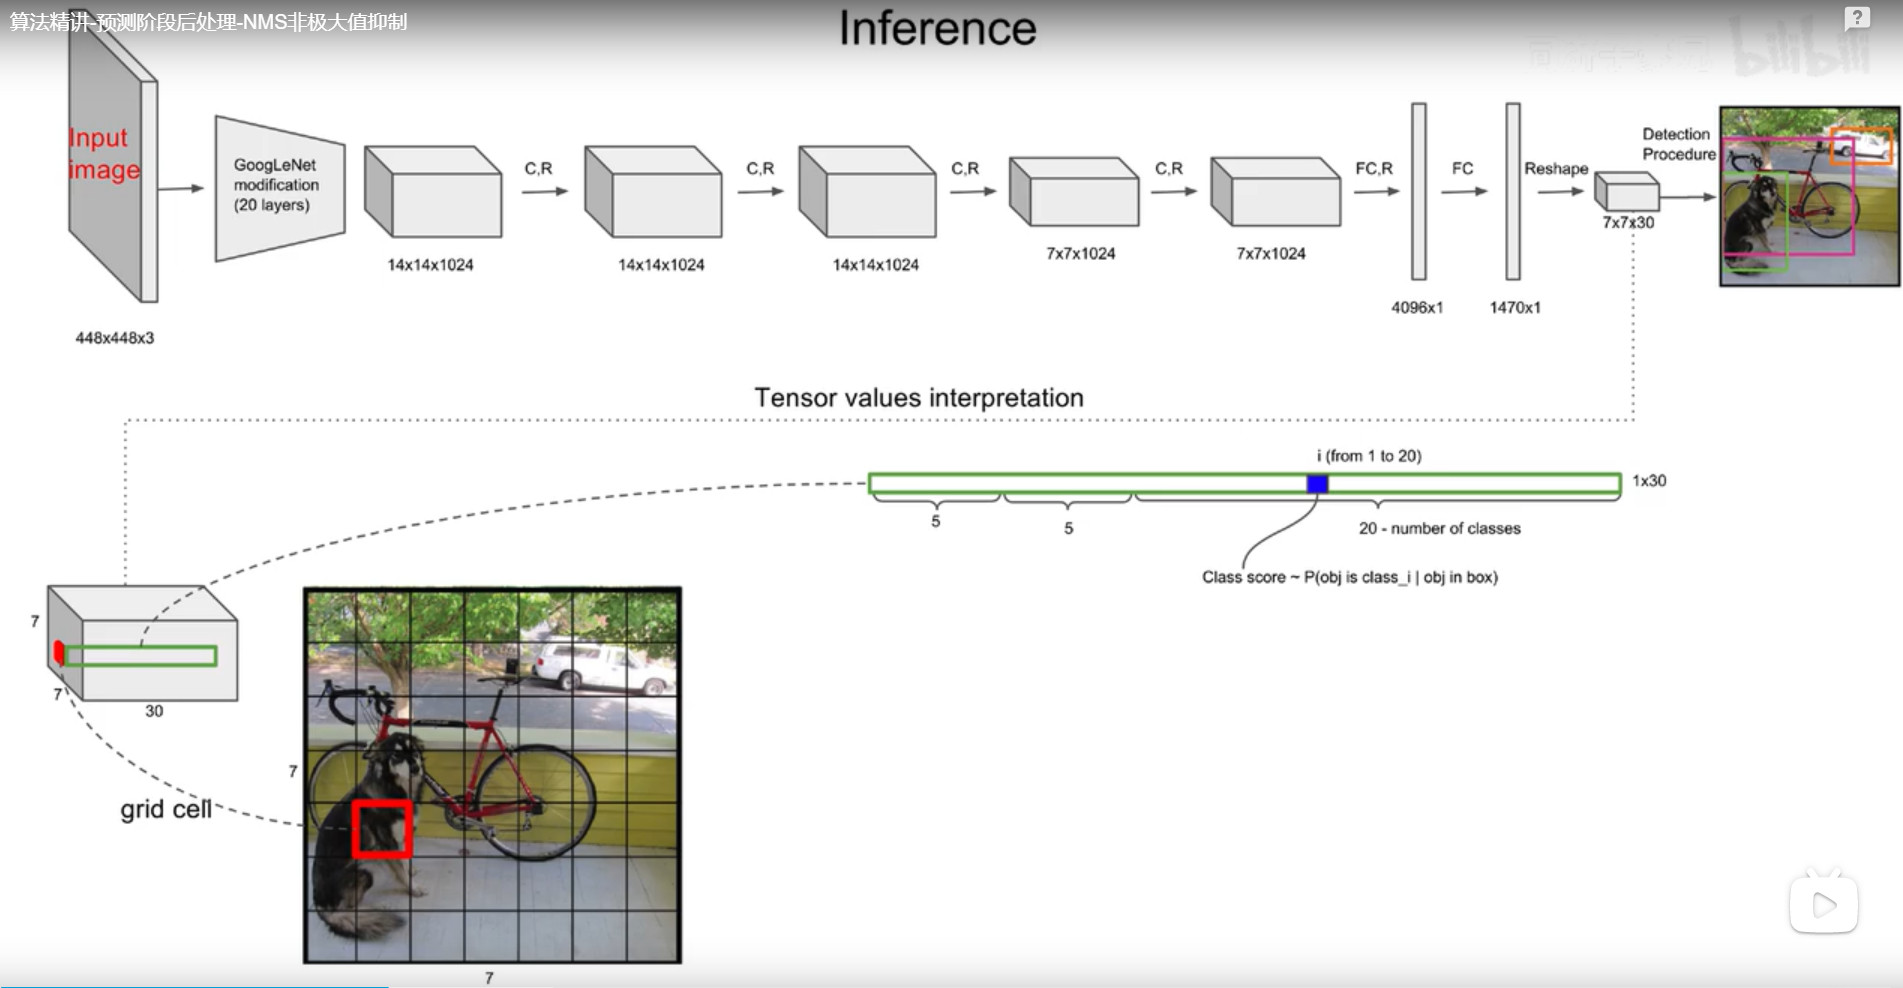 算法精讲-预测阶段后处理-NMS非极大值抑制
Inference
bilibili
?
Input
image
GoogLeNet
modification
(20 layers)
C,R
C,R
C,R
C,R
FC,R
FC
Reshape
Detection
Procedure
448x448x3
14x14x1024
14x14x1024
14x14x1024
7x7x1024
7x7x1024
4096x1
1470x1
7x7x30
Tensor values interpretation
i (from 1 to 20)
1x30
5
5
20 - number of classes
Class score ~ P(obj is class_i | obj in box)
7
7
30
grid cell
7
7